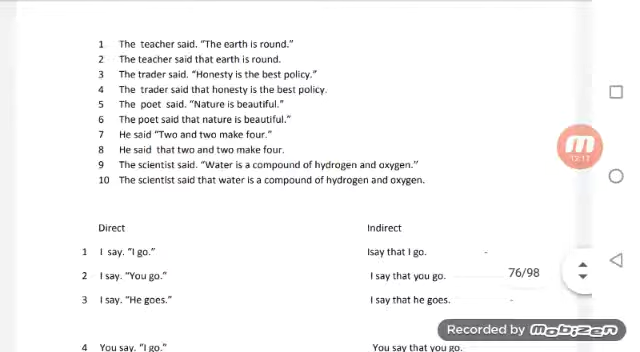 1 The teacher said. “The earth is round.”
2 The teacher said that earth is round.
3 The trader said. “Honesty is the best policy.”
4 The trader said that honesty is the best policy.
5 The poet said. “Nature is beautiful.”
6 The poet said that nature is beautiful.”
7 He said “Two and two make four.”
8 He said that two and two make four.
9 The scientist said. “Water is a compound of hydrogen and oxygen.”
10 The scientist said that water is a compound of hydrogen and oxygen.
Direct Indirect
1 I say. “I go.” Isay that I go. -
2 I say. “You go.” I say that you go.
76/98
3 I say. “He goes.” I say that he goes. -
4 You say. “I go.” You say that you go.
13:17
Recorded by Mobizen